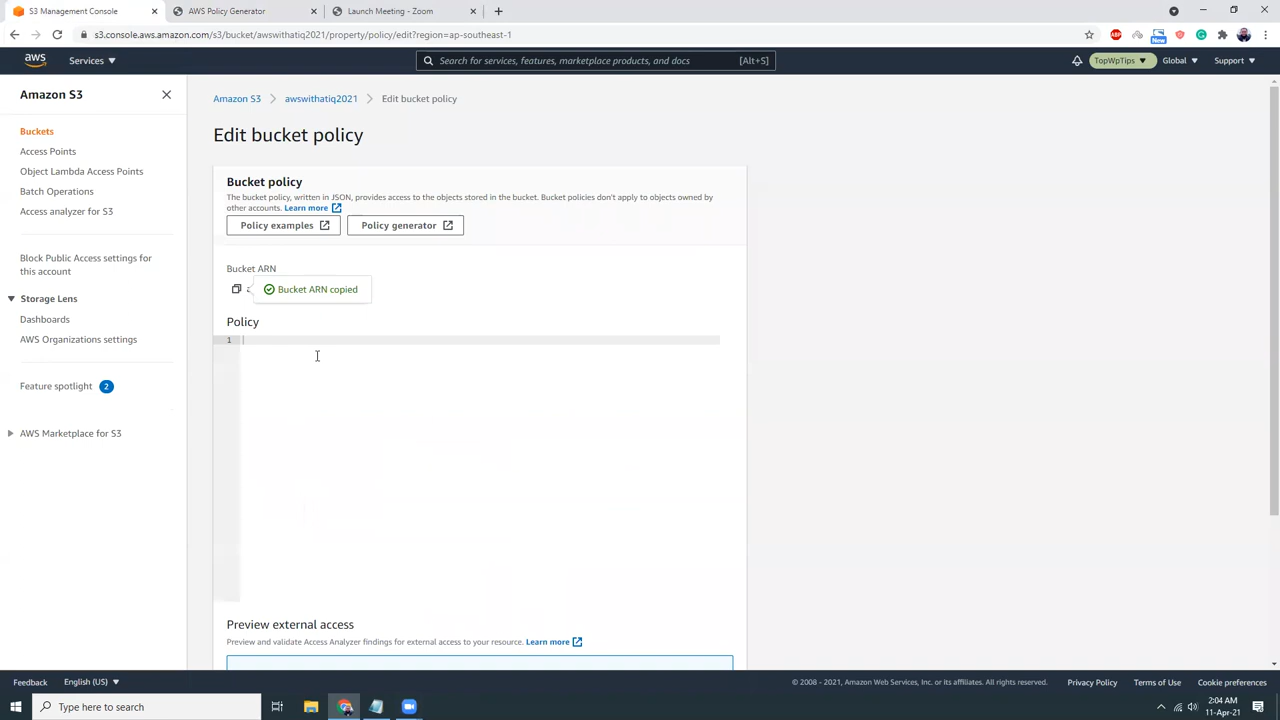 S3 Management Console
AWS Policy Generator
Launch Meeting - Zoom
s3.console.aws.amazon.com/s3/bucket/awswithatiq2021/property/policy/edit?region=ap-southeast-1
ABP
New
aws
Services
Search for services, features, marketplace products, and docs
[Alt+S]
TopWpTips
Global
Support
Amazon S3
Buckets
Access Points
Object Lambda Access Points
Batch Operations
Access analyzer for S3
Block Public Access settings for
this account
Storage Lens
Dashboards
AWS Organizations settings
Feature spotlight 2
AWS Marketplace for S3
Amazon S3
awswithatiq2021
Edit bucket policy
Edit bucket policy
Bucket policy
The bucket policy, written in JSON, provides access to the objects stored in the bucket. Bucket policies don't apply to objects owned by
other accounts. Learn more
Policy examples
Policy generator
Bucket ARN
Bucket ARN copied
Policy
1
Preview external access
Preview and validate Access Analyzer findings for external access to your resource. Learn more
Feedback
English (US)
© 2008 - 2021, Amazon Web Services, Inc. or its affiliates. All rights reserved.
Privacy Policy
Terms of Use
Cookie preferences
Type here to search
2:04 AM
11-Apr-21